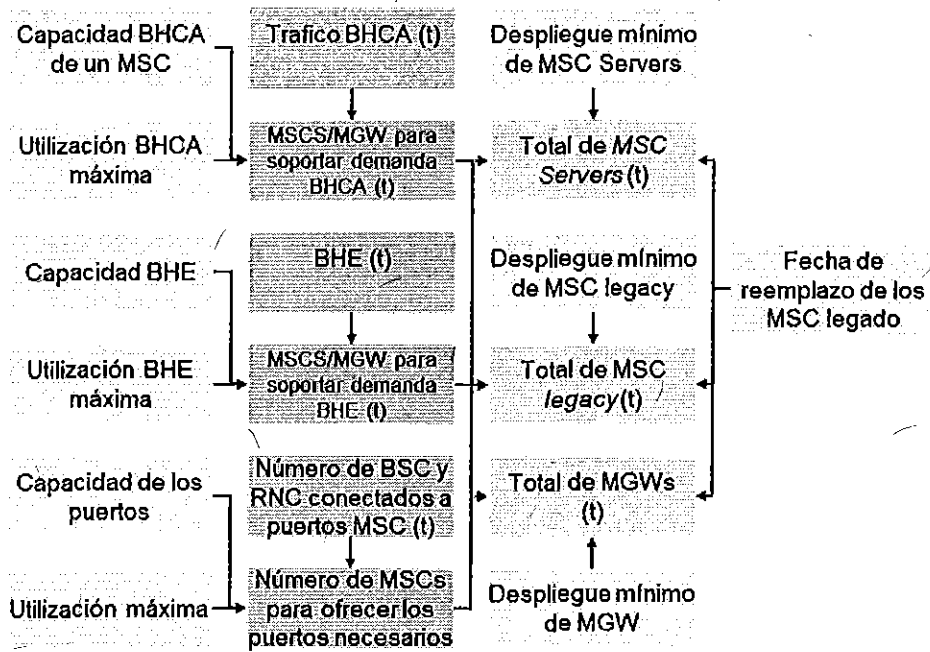 Capacidad BHCA
de un MSC
Trafico BHCA (t)
Despliegue mínimo
de MSC Servers
Utilización BHCA
máxima
MSCS/MGW para
soportar demanda
BHCA (t)
Total de MSC
Servers (t)
Capacidad BHE
BHE (t)
Despliegue mínimo
de MSC legacy
Fecha de
reemplazo de los
MSC legado
Utilización BHE
máxima
MSCS/MGW para
soportar demanda
BHE (t)
Total de MSC
legacy (t)
Capacidad de los
puertos
Número de BSC y
RNC conectados a
puertos MSC (t)
Total de MGWs
(t)
Utilización máxima
Número de MSCs
para ofrecer los
puertos necesarios
Despliegue mínimo
de MGW